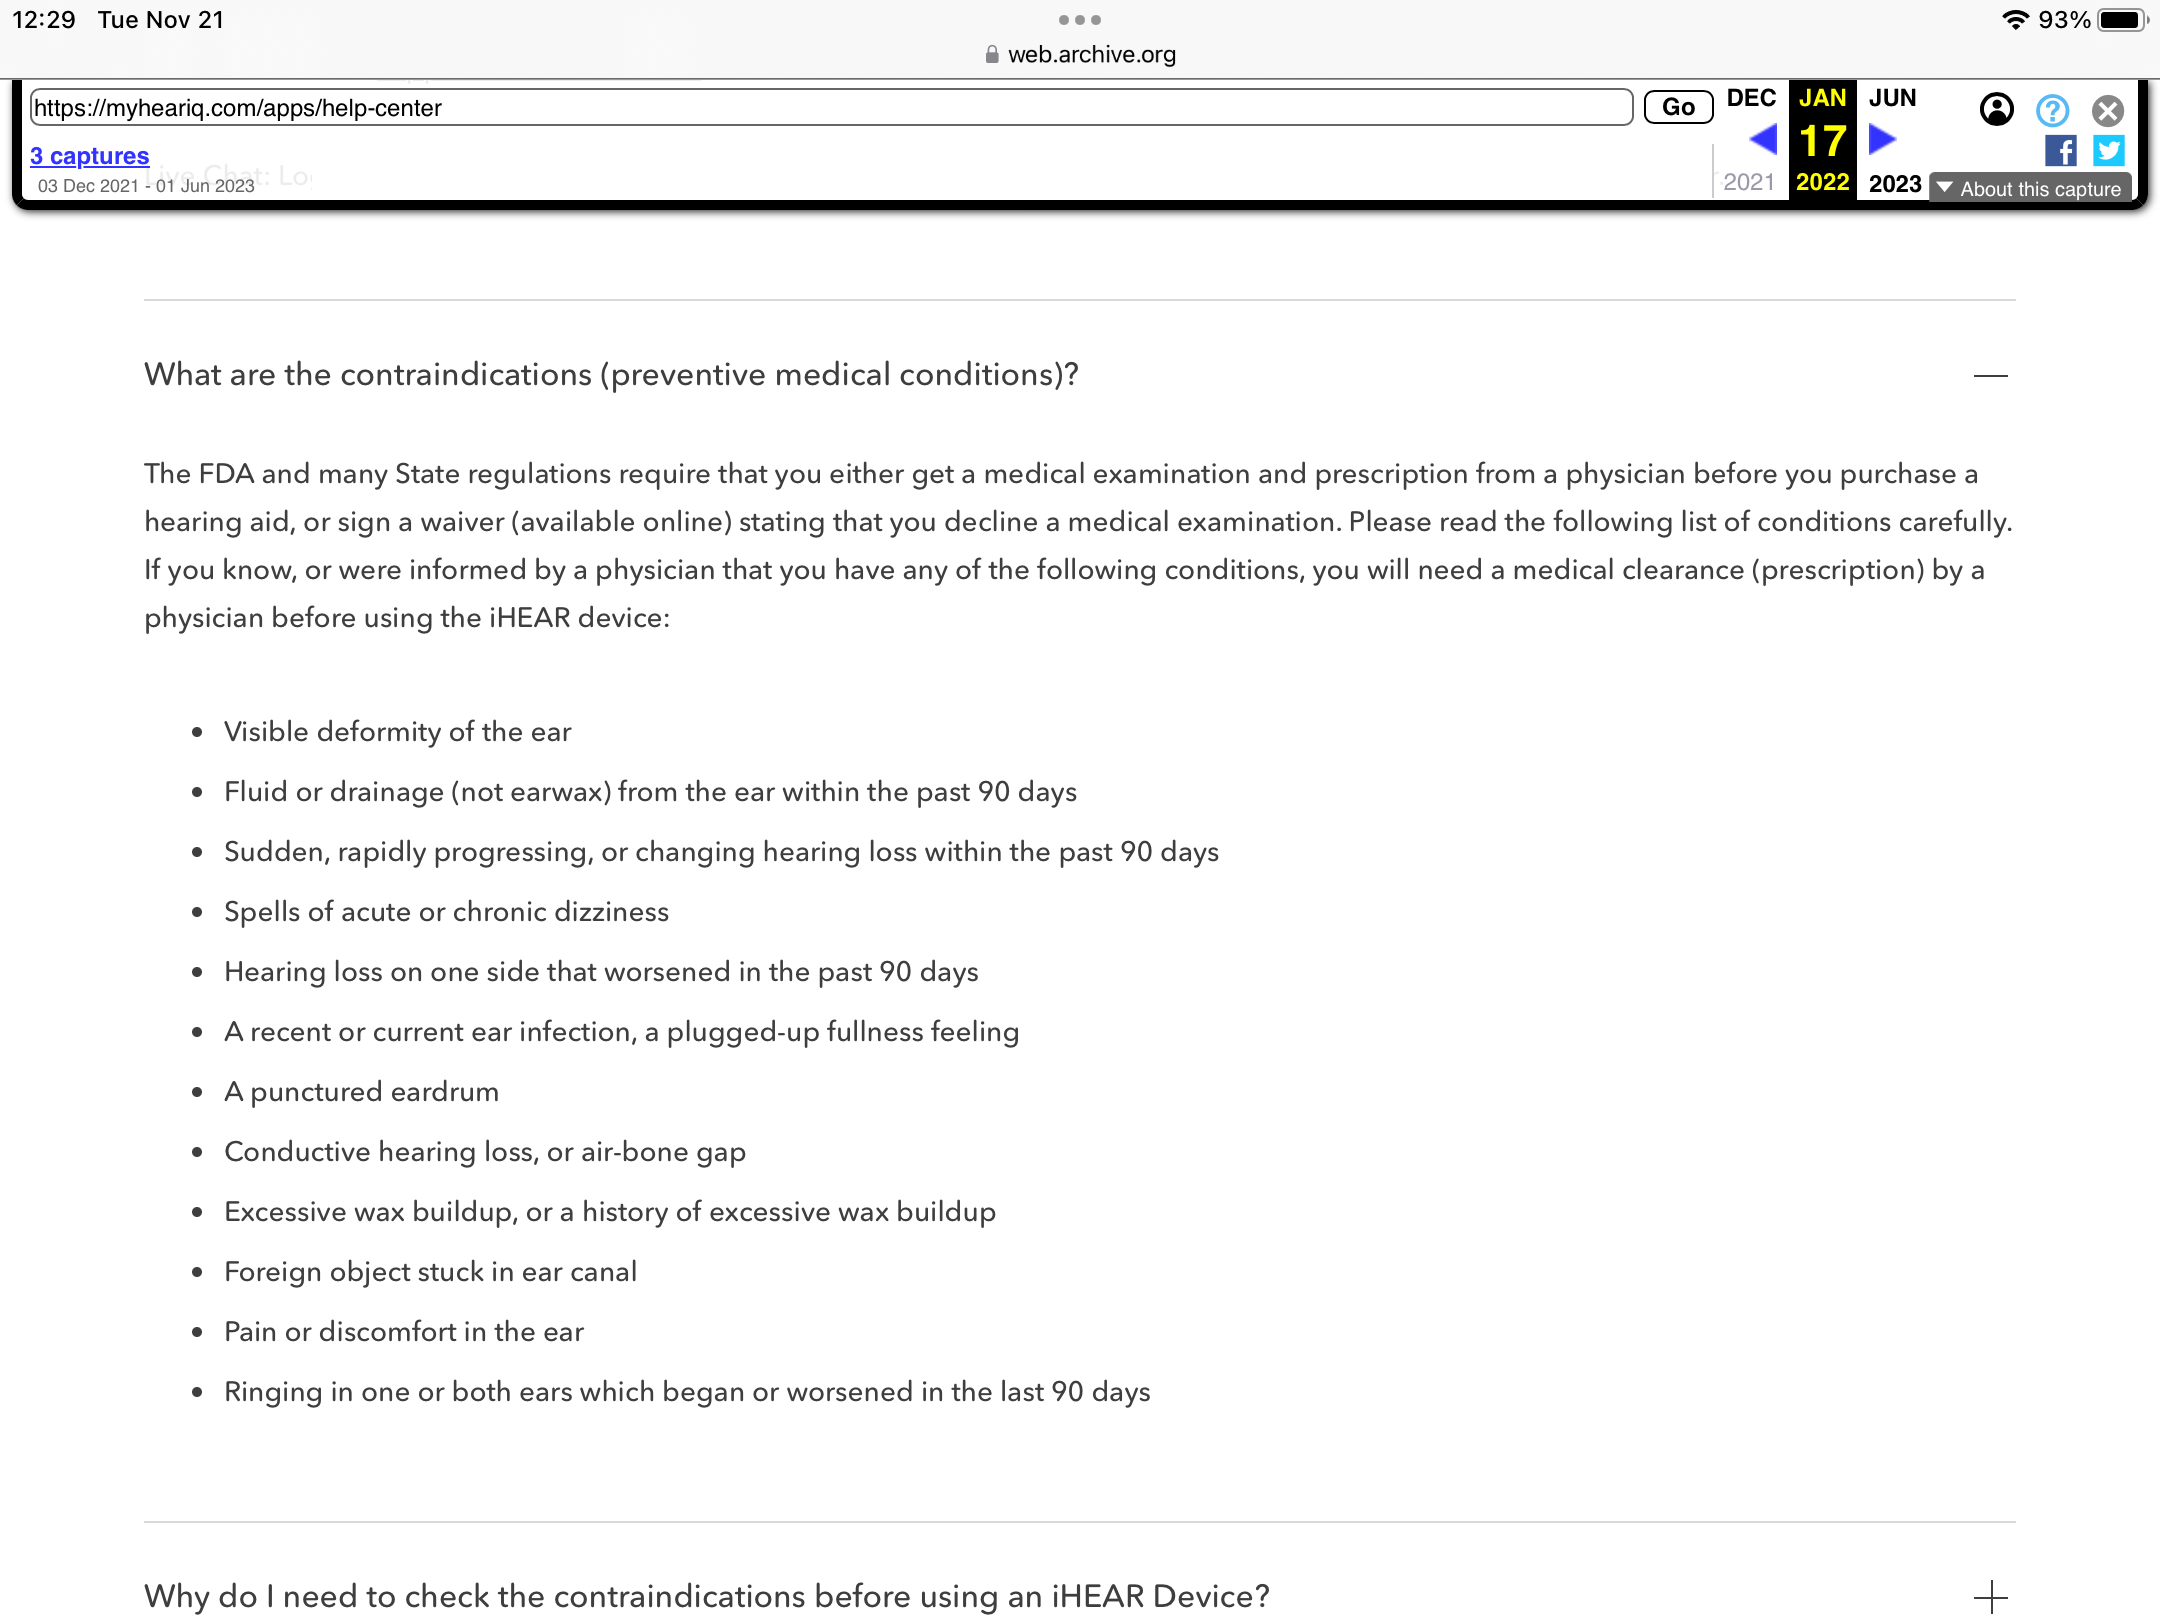 12:29 Tue Nov 21
93%
web.archive.org
https://myheariq.com/apps/help-center
Go
DEC JAN JUN
17
3 captures
03 Dec 2021 - 01 Jun 2023
2021 2022 2023
About this capture
What are the contraindications (preventive medical conditions)?
The FDA and many State regulations require that you either get a medical examination and prescription from a physician before you purchase a
hearing aid, or sign a waiver (available online) stating that you decline a medical examination. Please read the following list of conditions carefully.
If you know, or were informed by a physician that you have any of the following conditions, you will need a medical clearance (prescription) by a
physician before using the iHEAR device:
• Visible deformity of the ear
• Fluid or drainage (not earwax) from the ear within the past 90 days
• Sudden, rapidly progressing, or changing hearing loss within the past 90 days
• Spells of acute or chronic dizziness
• Hearing loss on one side that worsened in the past 90 days
• A recent or current ear infection, a plugged-up fullness feeling
• A punctured eardrum
• Conductive hearing loss, or air-bone gap
• Excessive wax buildup, or a history of excessive wax buildup
• Foreign object stuck in ear canal
• Pain or discomfort in the ear
• Ringing in one or both ears which began or worsened in the last 90 days
Why do I need to check the contraindications before using an iHEAR Device?